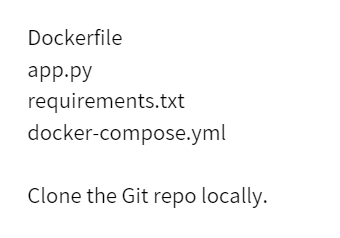 Dockerfile
app.py
requirements.txt
docker-compose.yml
Clone the Git repo locally.